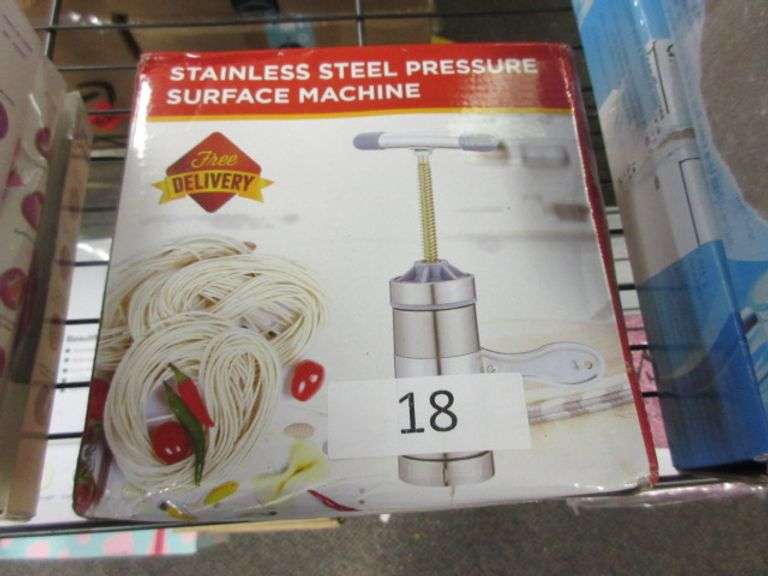 STAINLESS STEEL PRESSURE
SURFACE MACHINE
Free
DELIVERY
18